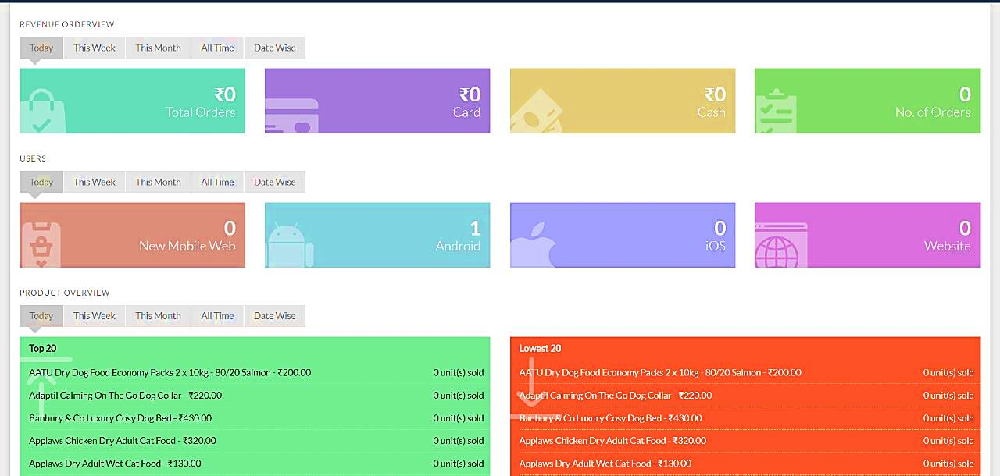 REVENUE ORDERVIEW
Today This Week This Month All Time Date Wise
₹0 ₹0 ₹0 0
Total Orders Card Cash No. of Orders
USERS
Today This Week This Month All Time Date Wise
0 1 0 0
New Mobile Web Android iOS Website
PRODUCT OVERVIEW
Today This Week This Month All Time Date Wise
Top 20
AATU Dry Dog Food Economy Packs 2 x 10kg - 80/20 Salmon - ₹200.00 0 unit(s) sold
Adaptil Calming On The Go Dog Collar - ₹220.00 0 unit(s) sold
Banbury & Co Luxury Cosy Dog Bed - ₹430.00 0 unit(s) sold
Applaws Chicken Dry Adult Cat Food - ₹320.00 0 unit(s) sold
Applaws Dry Adult Wet Cat Food - ₹130.00 0 unit(s) sold
Lowest 20
AATU Dry Dog Food Economy Packs 2 x 10kg - 80/20 Salmon - ₹200.00 0 unit(s) sold
Adaptil Calming On The Go Dog Collar - ₹220.00 0 unit(s) sold
Banbury & Co Luxury Cosy Dog Bed - ₹430.00 0 unit(s) sold
Applaws Chicken Dry Adult Cat Food - ₹320.00 0 unit(s) sold
Applaws Dry Adult Wet Cat Food - ₹130.00 0 unit(s) sold